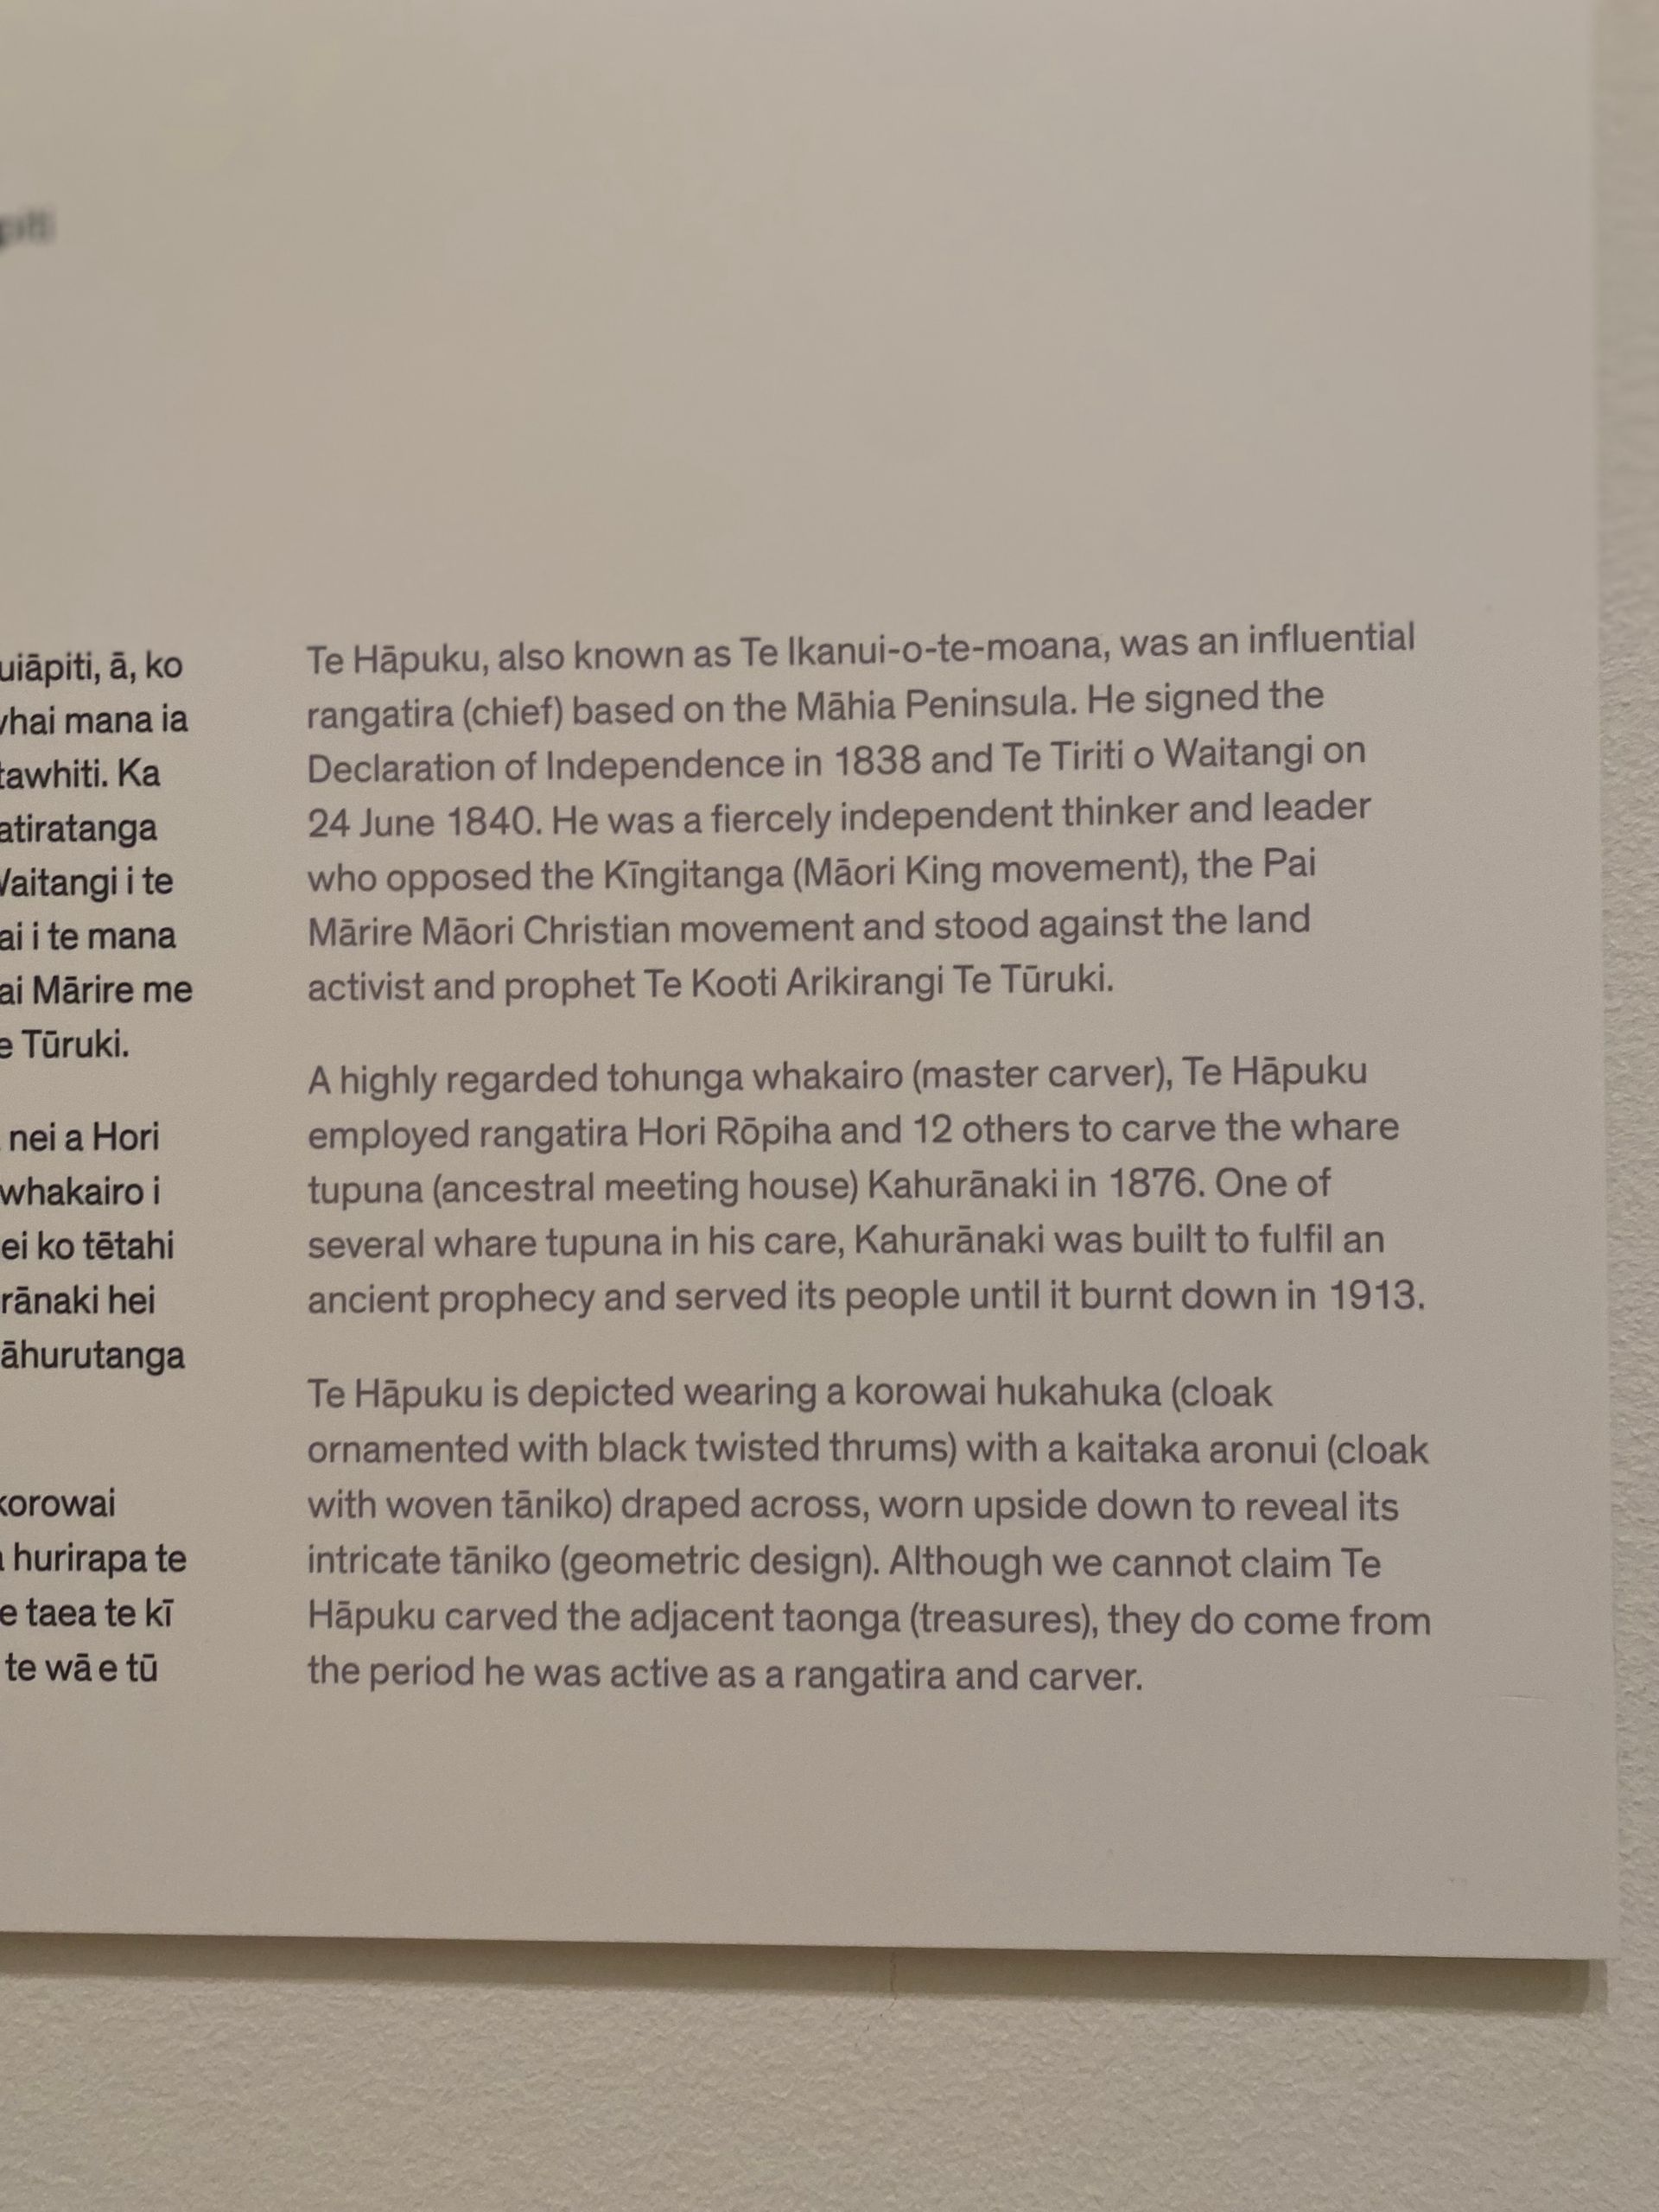 uiāpiti, ā, ko
whai mana ia
tawhiti. Ka
atiratanga
Waitangi i te
ai i te mana
ai Mārire me
e Tūruki.
nei a Hori
whakairo i
ei ko tētahi
rānaki hei
āhurutanga
korowai
hurirapa te
e taea te kī
te wā e tū
Te Hāpuku, also known as Te Ikanui-o-te-moana, was an influential
rangatira (chief) based on the Māhia Peninsula. He signed the
Declaration of Independence in 1838 and Te Tiriti o Waitangi on
24 June 1840. He was a fiercely independent thinker and leader
who opposed the Kīngitanga (Māori King movement), the Pai
Mārire Māori Christian movement and stood against the land
activist and prophet Te Kooti Arikirangi Te Tūruki.
A highly regarded tohunga whakairo (master carver), Te Hāpuku
employed rangatira Hori Rōpiha and 12 others to carve the whare
tupuna (ancestral meeting house) Kahurānaki in 1876. One of
several whare tupuna in his care, Kahurānaki was built to fulfil an
ancient prophecy and served its people until it burnt down in 1913.
Te Hāpuku is depicted wearing a korowai hukahuka (cloak
ornamented with black twisted thrums) with a kaitaka aronui (cloak
with woven tāniko) draped across, worn upside down to reveal its
intricate tāniko (geometric design). Although we cannot claim Te
Hāpuku carved the adjacent taonga (treasures), they do come from
the period he was active as a rangatira and carver.